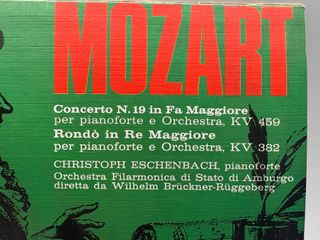 MOZART
Concerto N. 19 in Fa Maggiore
per pianoforte e Orchestra, KV 459
Rondò in Re Maggiore
per pianoforte e Orchestra, KV 382
CHRISTOPH ESCHENBACH, pianoforte
Orchestra Filarmonica di Stato di Amburgo
diretta da Wilhelm Brückner-Rüggeberg